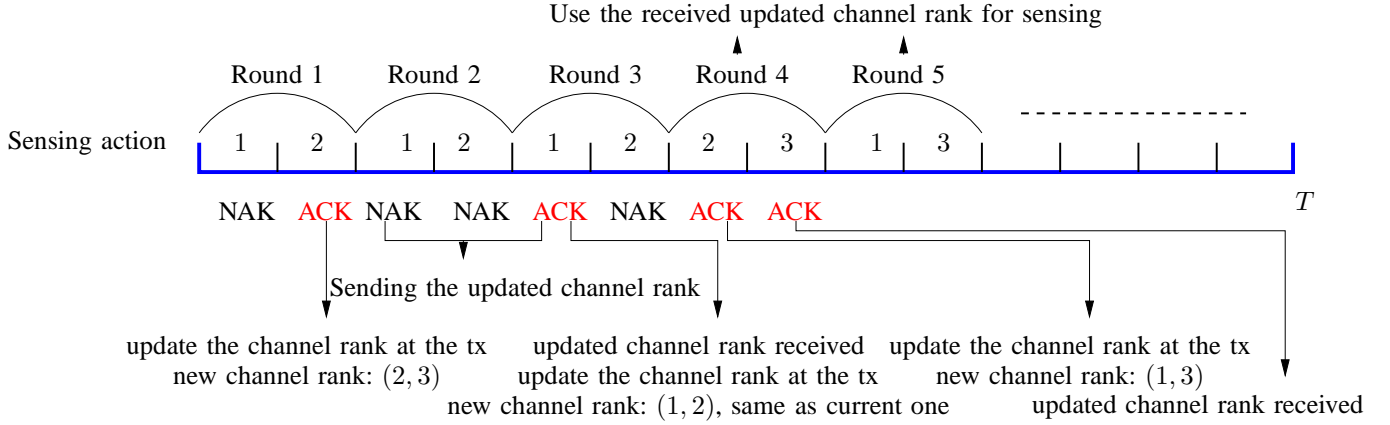 Use the received updated channel rank for sensing
Round 1 Round 2 Round 3 Round 4 Round 5
Sensing action 1 2 1 2 1 2 2 3 1 3
NAK ACK NAK NAK ACK NAK ACK ACK T
Sending the updated channel rank
update the channel rank at the tx
new channel rank: (2, 3)
updated channel rank received
update the channel rank at the tx
new channel rank: (1, 2), same as current one
update the channel rank at the tx
new channel rank: (1, 3)
updated channel rank received